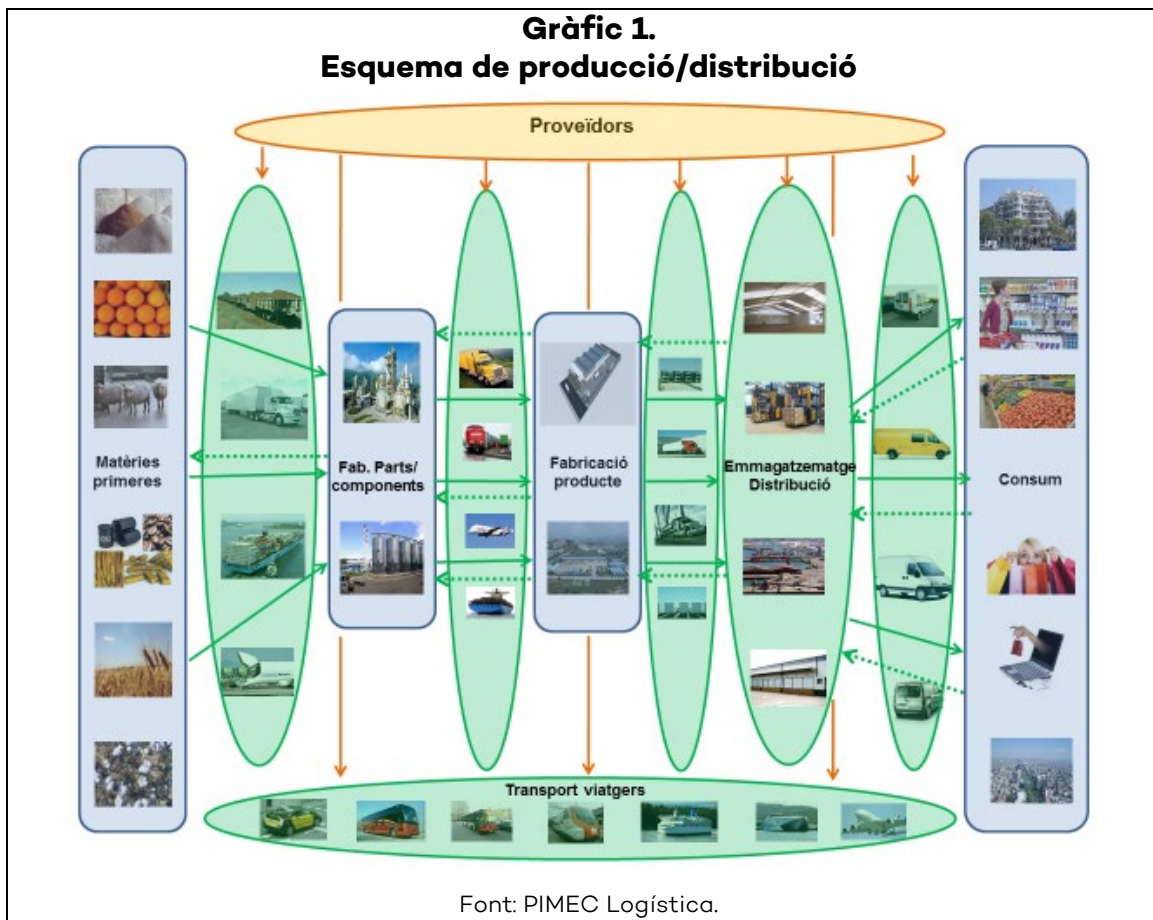 Gràfic 1.
Esquema de producció/distribució
Proveïdors
Matèries
primeres
Fab. Parts/
components
Fabricació
producte
Emmagatzematge
Distribució
Consum
Transport viatgers
Font: PIMEC Logística.